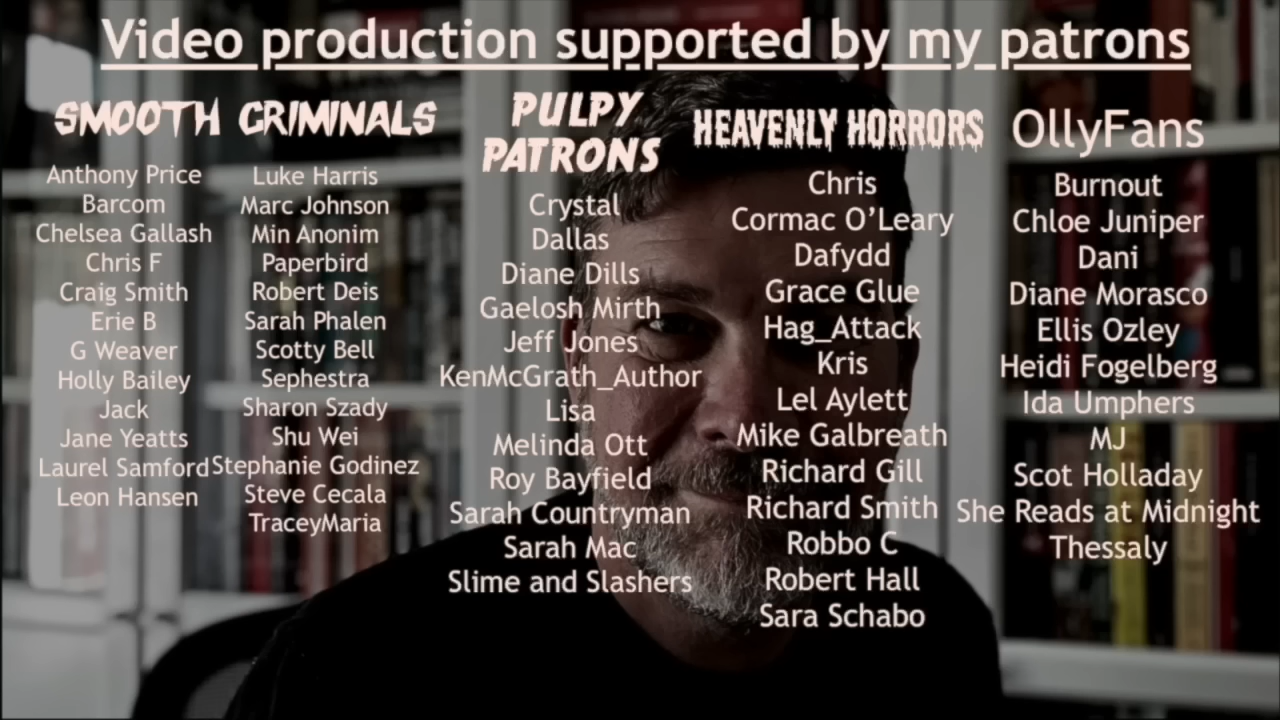 Video production supported by my patrons
SMOOTH CRIMINALS
Anthony Price
Barcom
Chelsea Gallash
Chris F
Craig Smith
Erie B
G Weaver
Holly Bailey
Jack
Jane Yeatts
Laurel Samford
Leon Hansen
Luke Harris
Marc Johnson
Min Anonim
Paperbird
Robert Deis
Sarah Phalen
Scotty Bell
Sephestra
Sharon Szady
Shu Wei
Stephanie Godinez
Steve Cecala
TraceyMaria
PULPY
PATRONS
Crystal
Dallas
Diane Dills
Gaelosh Mirth
Jeff Jones
KenMcGrath_Author
Lisa
Melinda Ott
Roy Bayfield
Sarah Countryman
Sarah Mac
Slime and Slashers
HEAVENLY HORRORS
Chris
Cormac O’Leary
Dafydd
Grace Glue
Hag_Attack
Kris
Lel Aylett
Mike Galbreath
Richard Gill
Richard Smith
Robbo C
Robert Hall
Sara Schabo
OllyFans
Burnout
Chloe Juniper
Dani
Diane Morasco
Ellis Ozley
Heidi Fogelberg
Ida Umphers
MJ
Scot Holladay
She Reads at Midnight
Thessaly